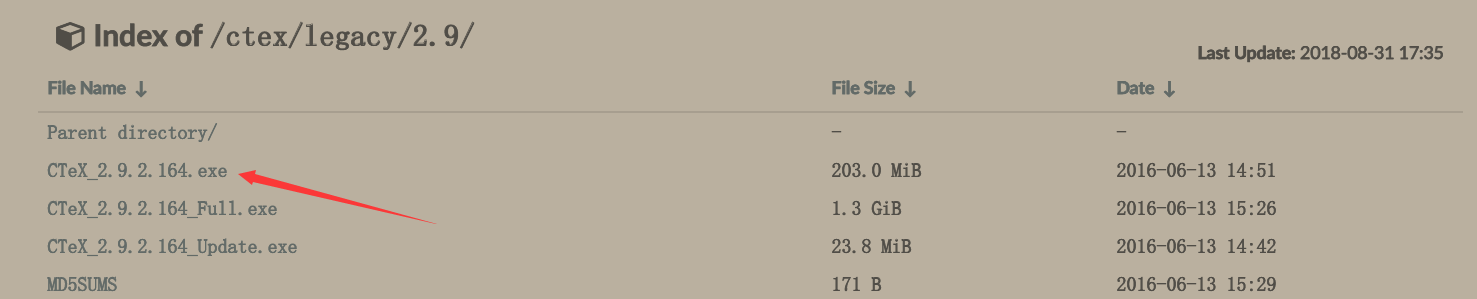 Index of /ctex/legacy/2.9/
Last Update: 2018-08-31 17:35
File Name ↓ File Size ↓ Date ↓
Parent directory/ - -
CTeX_2.9.2.164.exe 203.0 MiB 2016-06-13 14:51
CTeX_2.9.2.164_Full.exe 1.3 GiB 2016-06-13 15:26
CTeX_2.9.2.164_Update.exe 23.8 MiB 2016-06-13 14:42
MD5SUMS 171 B 2016-06-13 15:29